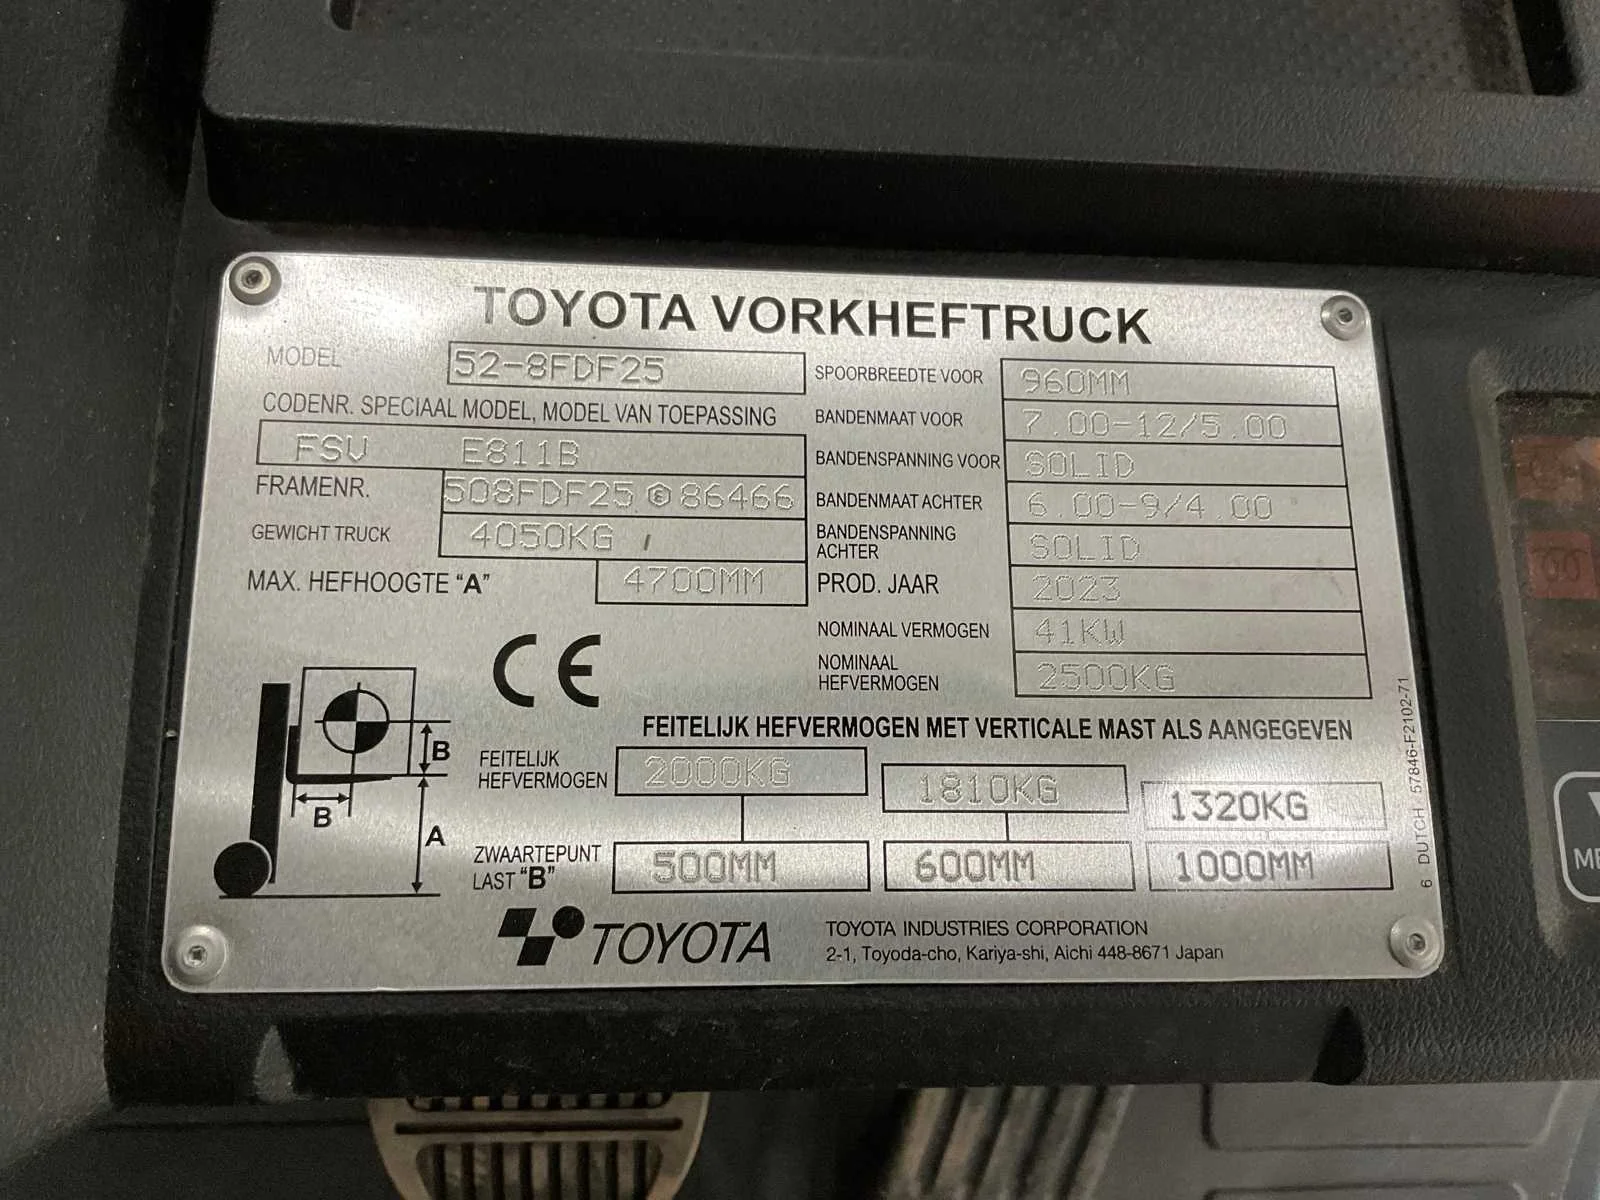 TOYOTA VORKHEFTRUCK
MODEL 52-8FDF25
CODENR. SPECIAAL MODEL, MODEL VAN TOEPASSING
FSV E811B
FRAMENR. 508FDF25 E 86466
GEWICHT TRUCK 4050KG
MAX. HEFHOOGTE "A" 4700MM
SPOORBREEDTE VOOR 960MM
BANDENMAAT VOOR 7.00-12/5.00
BANDENSPANNING VOOR SOLID
BANDENMAAT ACHTER 6.00-9/4.00
BANDENSPANNING
ACHTER SOLID
PROD. JAAR 2023
NOMINAAL VERMOGEN 41KW
NOMINAAL
HEFVERMOGEN 2500KG
CE
B
B
A
FEITELIJK HEFVERMOGEN MET VERTICALE MAST ALS AANGEGEVEN
FEITELIJK
HEFVERMOGEN 2000KG 1810KG 1320KG
ZWAARTEPUNT
LAST "B" 500MM 600MM 1000MM
TOYOTA
TOYOTA INDUSTRIES CORPORATION
2-1, Toyoda-cho, Kariya-shi, Aichi 448-8671 Japan
6 DUTCH 57846-F2102-71